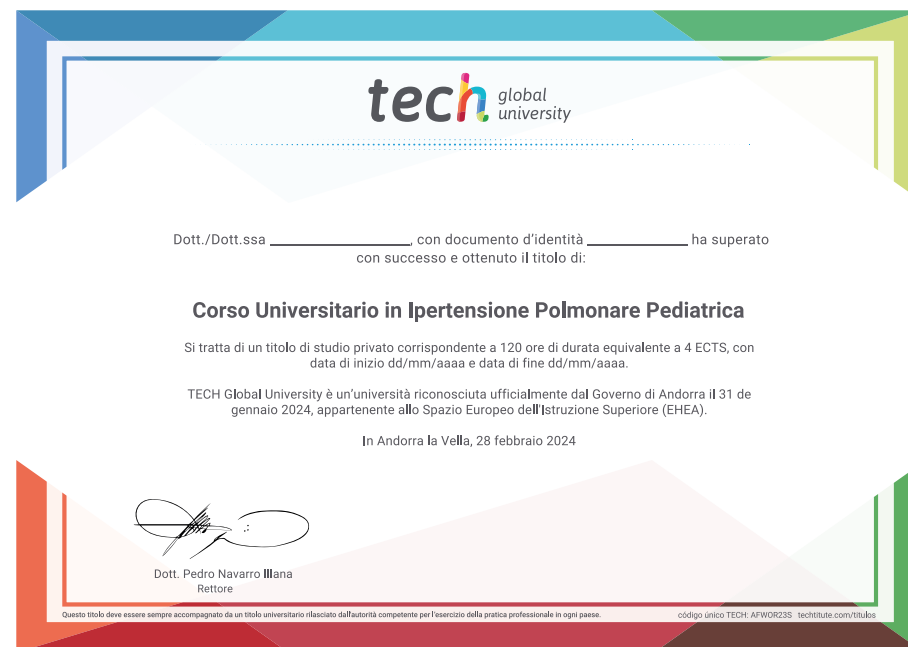 tech global
university
Dott./Dott.ssa ____________________, con documento d'identità ______________ ha superato
con successo e ottenuto il titolo di:
Corso Universitario in Ipertensione Polmonare Pediatrica
Si tratta di un titolo di studio privato corrispondente a 120 ore di durata equivalente a 4 ECTS, con
data di inizio dd/mm/aaaa e data di fine dd/mm/aaaa.
TECH Global University è un'università riconosciuta ufficialmente dal Governo di Andorra il 31 de
gennaio 2024, appartenente allo Spazio Europeo dell'Istruzione Superiore (EHEA).
In Andorra la Vella, 28 febbraio 2024
Dott. Pedro Navarro Illana
Rettore
Questo titolo deve essere sempre accompagnato da un titolo universitario rilasciato dall'autorità competente per l'esercizio della pratica professionale in ogni paese.
código único TECH: AFWOR23S techtitute.com/titulos